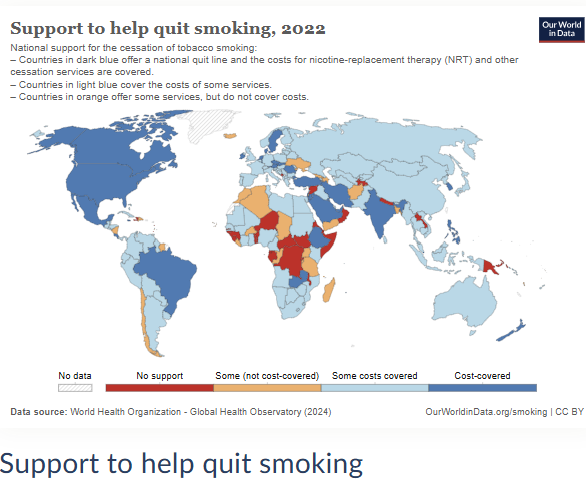 Support to help quit smoking, 2022
Our World
in Data
National support for the cessation of tobacco smoking:
– Countries in dark blue offer a national quit line and the costs for nicotine-replacement therapy (NRT) and other
cessation services are covered.
– Countries in light blue cover the costs of some services.
– Countries in orange offer some services, but do not cover costs.
No data
No support
Some (not cost-covered)
Some costs covered
Cost-covered
Data source: World Health Organization - Global Health Observatory (2024)
OurWorldinData.org/smoking | CC BY
Support to help quit smoking